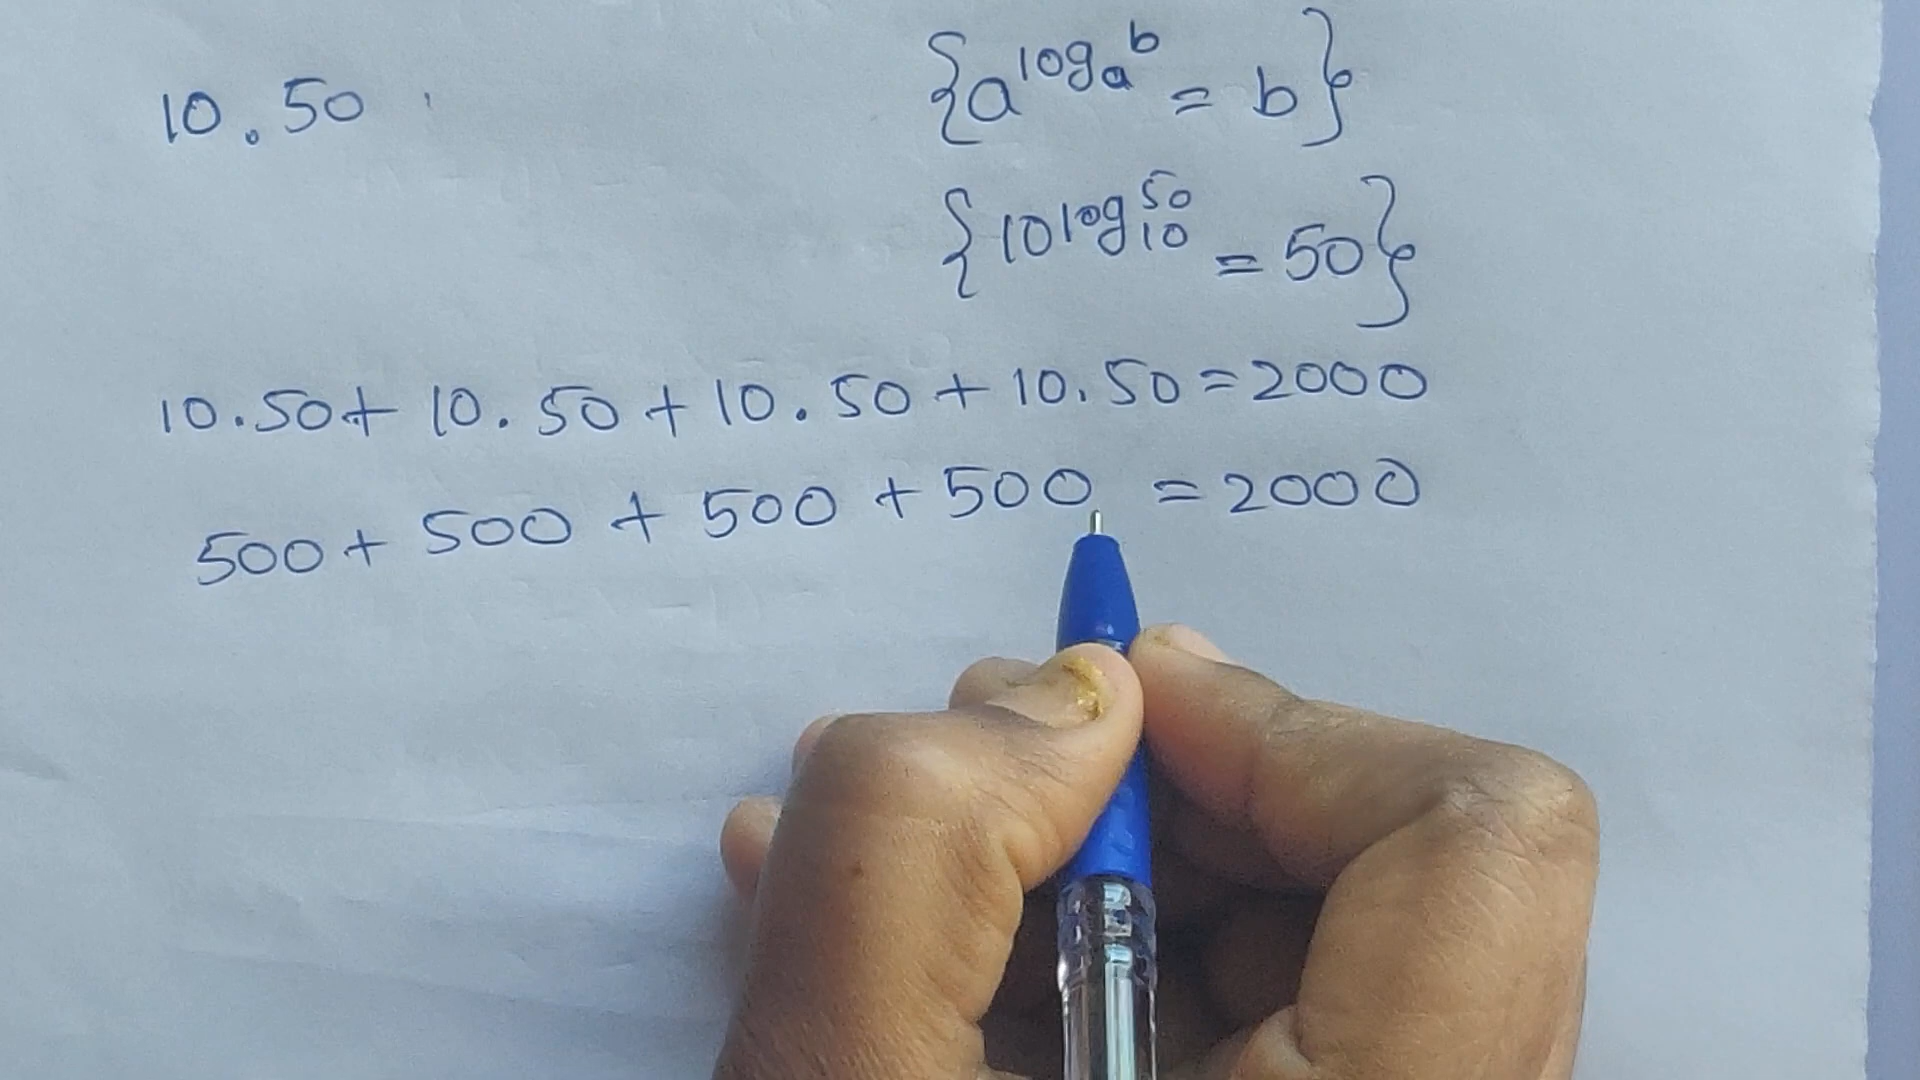 10.50
{a^log_a b = b}
{10^log_10 50 = 50}
10.50+ 10.50 + 10.50 + 10.50 = 2000
500 + 500 + 500 + 500 = 2000